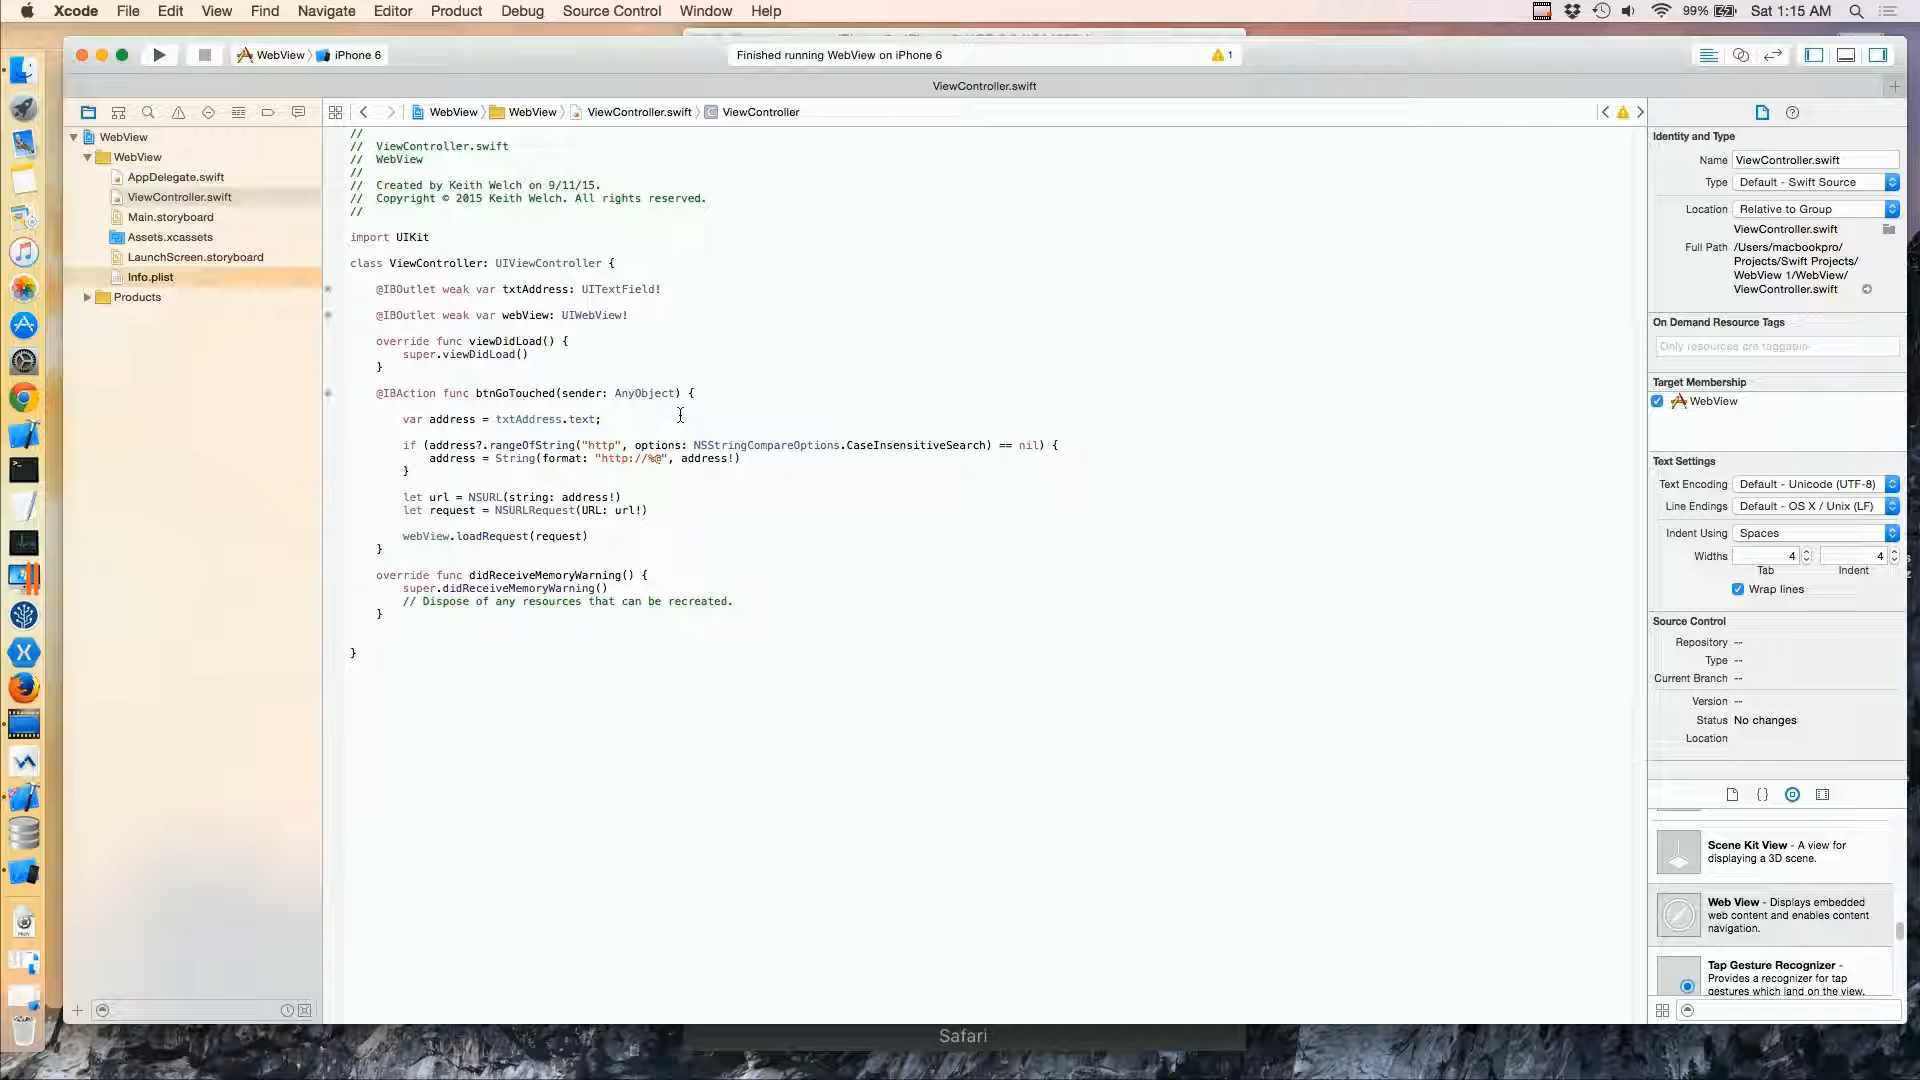 Xcode File Edit View Find Navigate Editor Product Debug Source Control Window Help 99% Sat 1:15 AM
WebView iPhone 6 Finished running WebView on iPhone 6 1
ViewController.swift
WebView WebView ViewController.swift ViewController
WebView
WebView
AppDelegate.swift
ViewController.swift
Main.storyboard
Assets.xcassets
LaunchScreen.storyboard
Info.plist
Products
//
// ViewController.swift
// WebView
//
// Created by Keith Welch on 9/11/15.
// Copyright © 2015 Keith Welch. All rights reserved.
//
import UIKit
class ViewController: UIViewController {
@IBOutlet weak var txtAddress: UITextField!
@IBOutlet weak var webView: UIWebView!
override func viewDidLoad() {
super.viewDidLoad()
}
@IBAction func btnGoTouched(sender: AnyObject) {
var address = txtAddress.text;
if (address?.rangeOfString("http", options: NSStringCompareOptions.CaseInsensitiveSearch) == nil) {
address = String(format: "http://%@", address!)
}
let url = NSURL(string: address!)
let request = NSURLRequest(URL: url!)
webView.loadRequest(request)
}
override func didReceiveMemoryWarning() {
super.didReceiveMemoryWarning()
// Dispose of any resources that can be recreated.
}
}
Identity and Type
Name ViewController.swift
Type Default - Swift Source
Location Relative to Group
ViewController.swift
Full Path /Users/macbookpro/
Projects/Swift Projects/
WebView 1/WebView/
ViewController.swift
On Demand Resource Tags
Only resources are taggable
Target Membership
WebView
Text Settings
Text Encoding Default - Unicode (UTF-8)
Line Endings Default - OS X / Unix (LF)
Indent Using Spaces
Widths 4 4
Tab Indent
Wrap lines
Source Control
Repository --
Type --
Current Branch --
Version --
Status No changes
Location
{ }
Scene Kit View - A view for
displaying a 3D scene.
Web View - Displays embedded
web content and enables content
navigation.
Tap Gesture Recognizer -
Provides a recognizer for tap
gestures which land on the view.
Safari